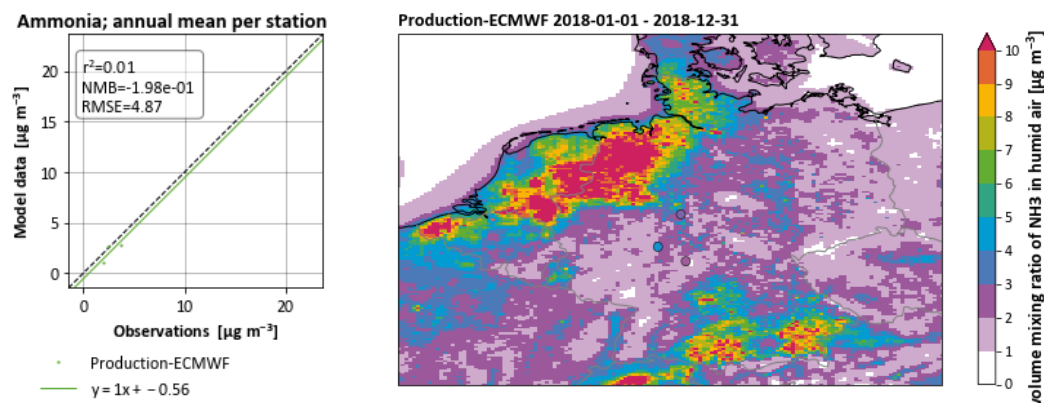 Ammonia; annual mean per station
r²=0.01
NMB=-1.98e-01
RMSE=4.87
Model data [µg m⁻³]
20
15
10
5
0
0
10
20
Observations [µg m⁻³]
Production-ECMWF
y = 1x + −0.56
Production-ECMWF 2018-01-01 - 2018-12-31
10
9
8
7
6
5
4
3
2
1
0
volume mixing ratio of NH3 in humid air [µg m⁻³]